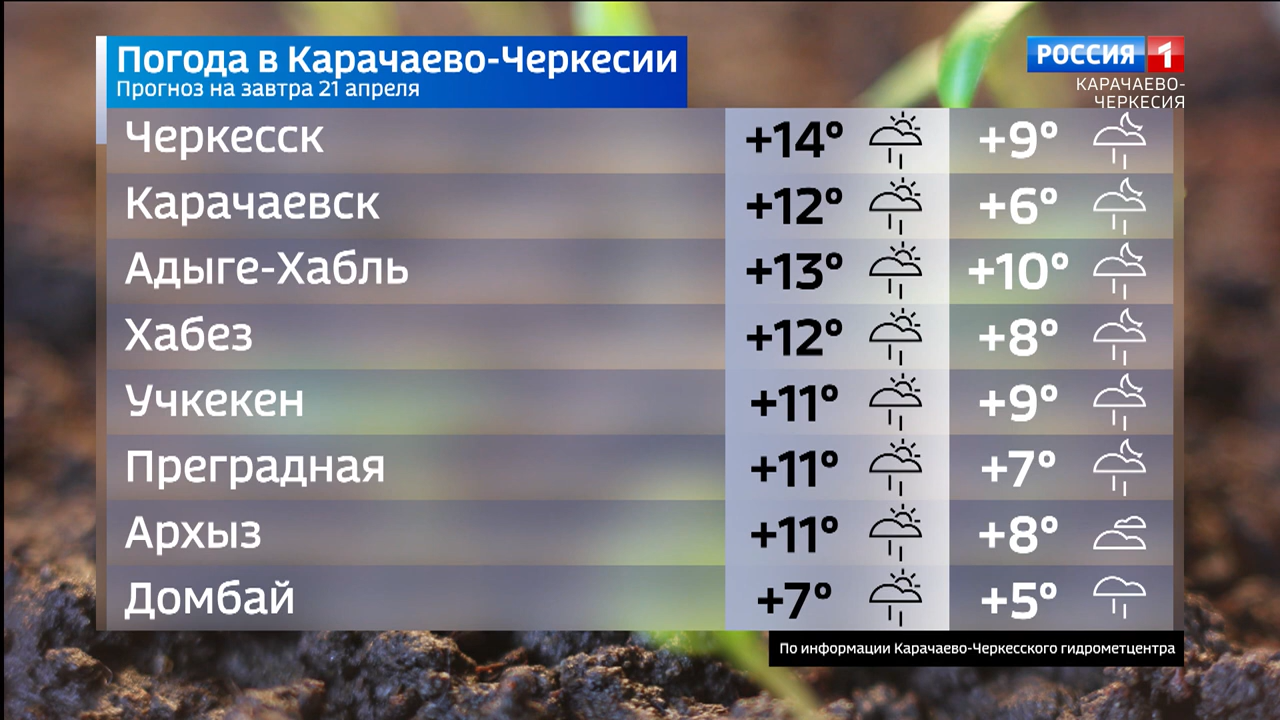 Погода в Карачаево-Черкесии
Прогноз на завтра 21 апреля
РОССИЯ 1
КАРАЧАЕВО-
ЧЕРКЕСИЯ
Черкесск +14° +9°
Карачаевск +12° +6°
Адыге-Хабль +13° +10°
Хабез +12° +8°
Учкекен +11° +9°
Преградная +11° +7°
Архыз +11° +8°
Домбай +7° +5°
По информации Карачаево-Черкесского гидрометцентра